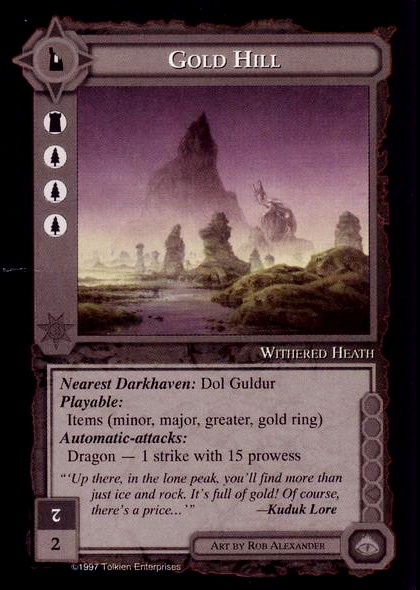 GOLD HILL
WITHERED HEATH
Nearest Darkhaven: Dol Guldur
Playable:
Items (minor, major, greater, gold ring)
Automatic-attacks:
Dragon — 1 strike with 15 prowess
“‘Up there, in the lone peak, you’ll find more than
just ice and rock. It’s full of gold! Of course,
there’s a price...’” —Kuduk Lore
2
2
ART BY ROB ALEXANDER
©1997 Tolkien Enterprises